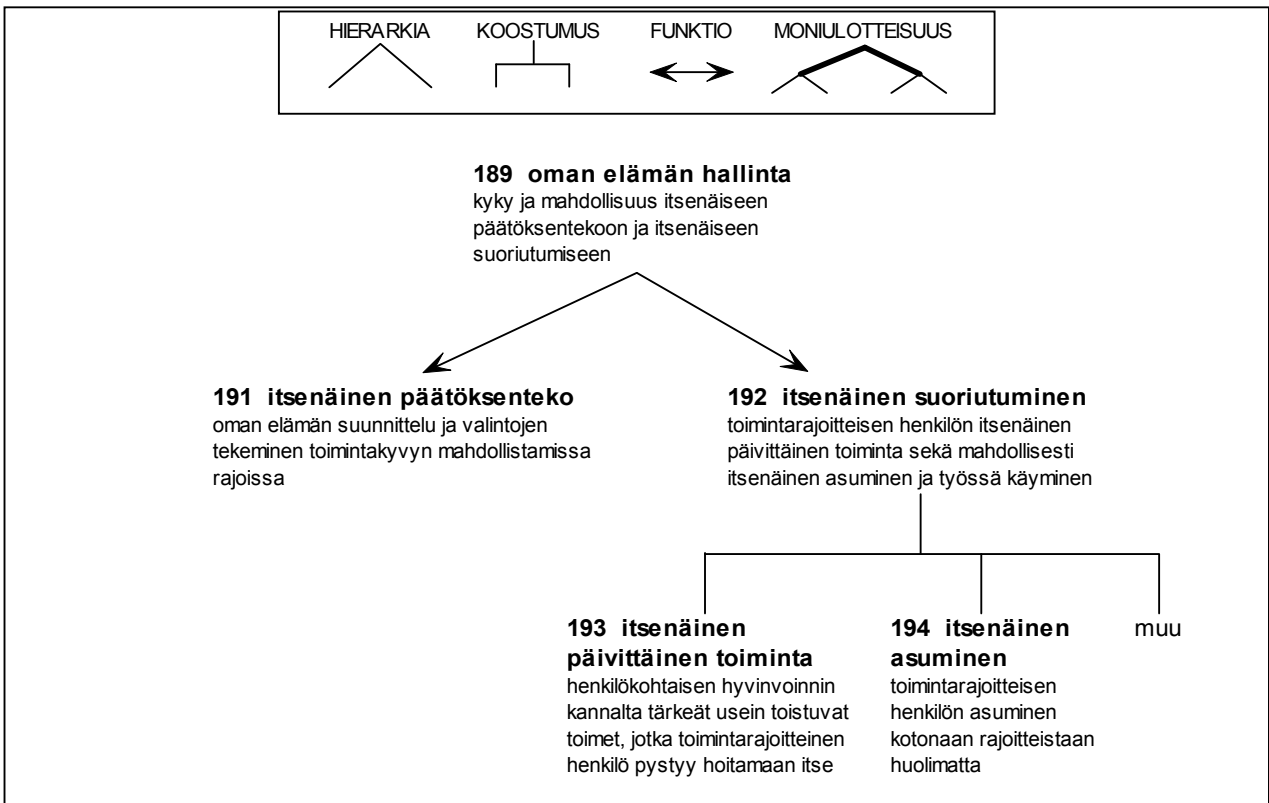 HIERARKIA KOOSTUMUS FUNKTIO MONIULOTTEISUUS
189 oman elämän hallinta
kyky ja mahdollisuus itsenäiseen
päätöksentekoon ja itsenäiseen
suoriutumiseen
191 itsenäinen päätöksenteko
oman elämän suunnittelu ja valintojen
tekeminen toimintakyvyn mahdollistamissa
rajoissa
192 itsenäinen suoriutuminen
toimintarajoitteisen henkilön itsenäinen
päivittäinen toiminta sekä mahdollisesti
itsenäinen asuminen ja työssä käyminen
193 itsenäinen
päivittäinen toiminta
henkilökohtaisen hyvinvoinnin
kannalta tärkeät usein toistuvat
toimet, jotka toimintarajoitteinen
henkilö pystyy hoitamaan itse
194 itsenäinen
asuminen
toimintarajoitteisen
henkilön asuminen
kotonaan rajoitteistaan
huolimatta
muu